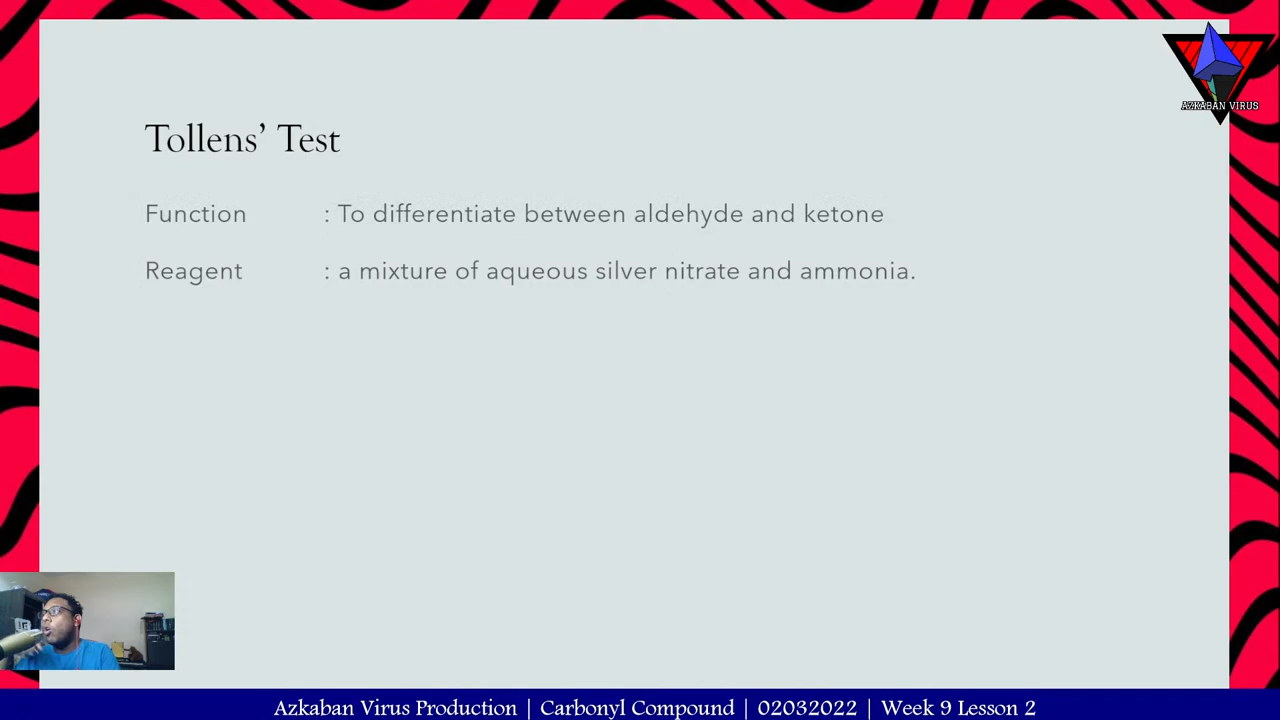 AZKABAN VIRUS
Tollens’ Test
Function : To differentiate between aldehyde and ketone
Reagent : a mixture of aqueous silver nitrate and ammonia.
Azkaban Virus Production | Carbonyl Compound | 02032022 | Week 9 Lesson 2